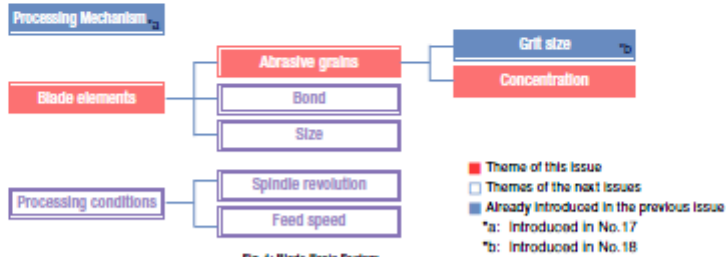 Processing Mechanism *a
Grit size *b
Abrasive grains
Concentration
Blade elements
Bond
Size
Spindle revolution
Processing conditions
Feed speed
Theme of this issue
Themes of the next issues
Already introduced in the previous issue
*a: Introduced in No.17
*b: Introduced in No.18